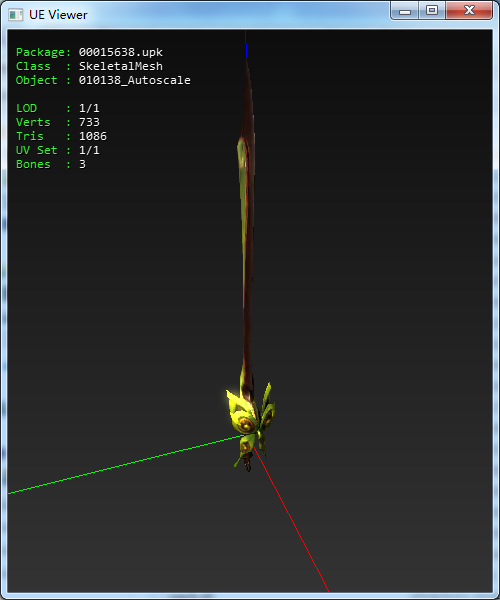 UE Viewer
Package: 00015638.upk
Class : SkeletalMesh
Object : 010138_Autoscale
LOD : 1/1
Verts : 733
Tris : 1086
UV Set : 1/1
Bones : 3